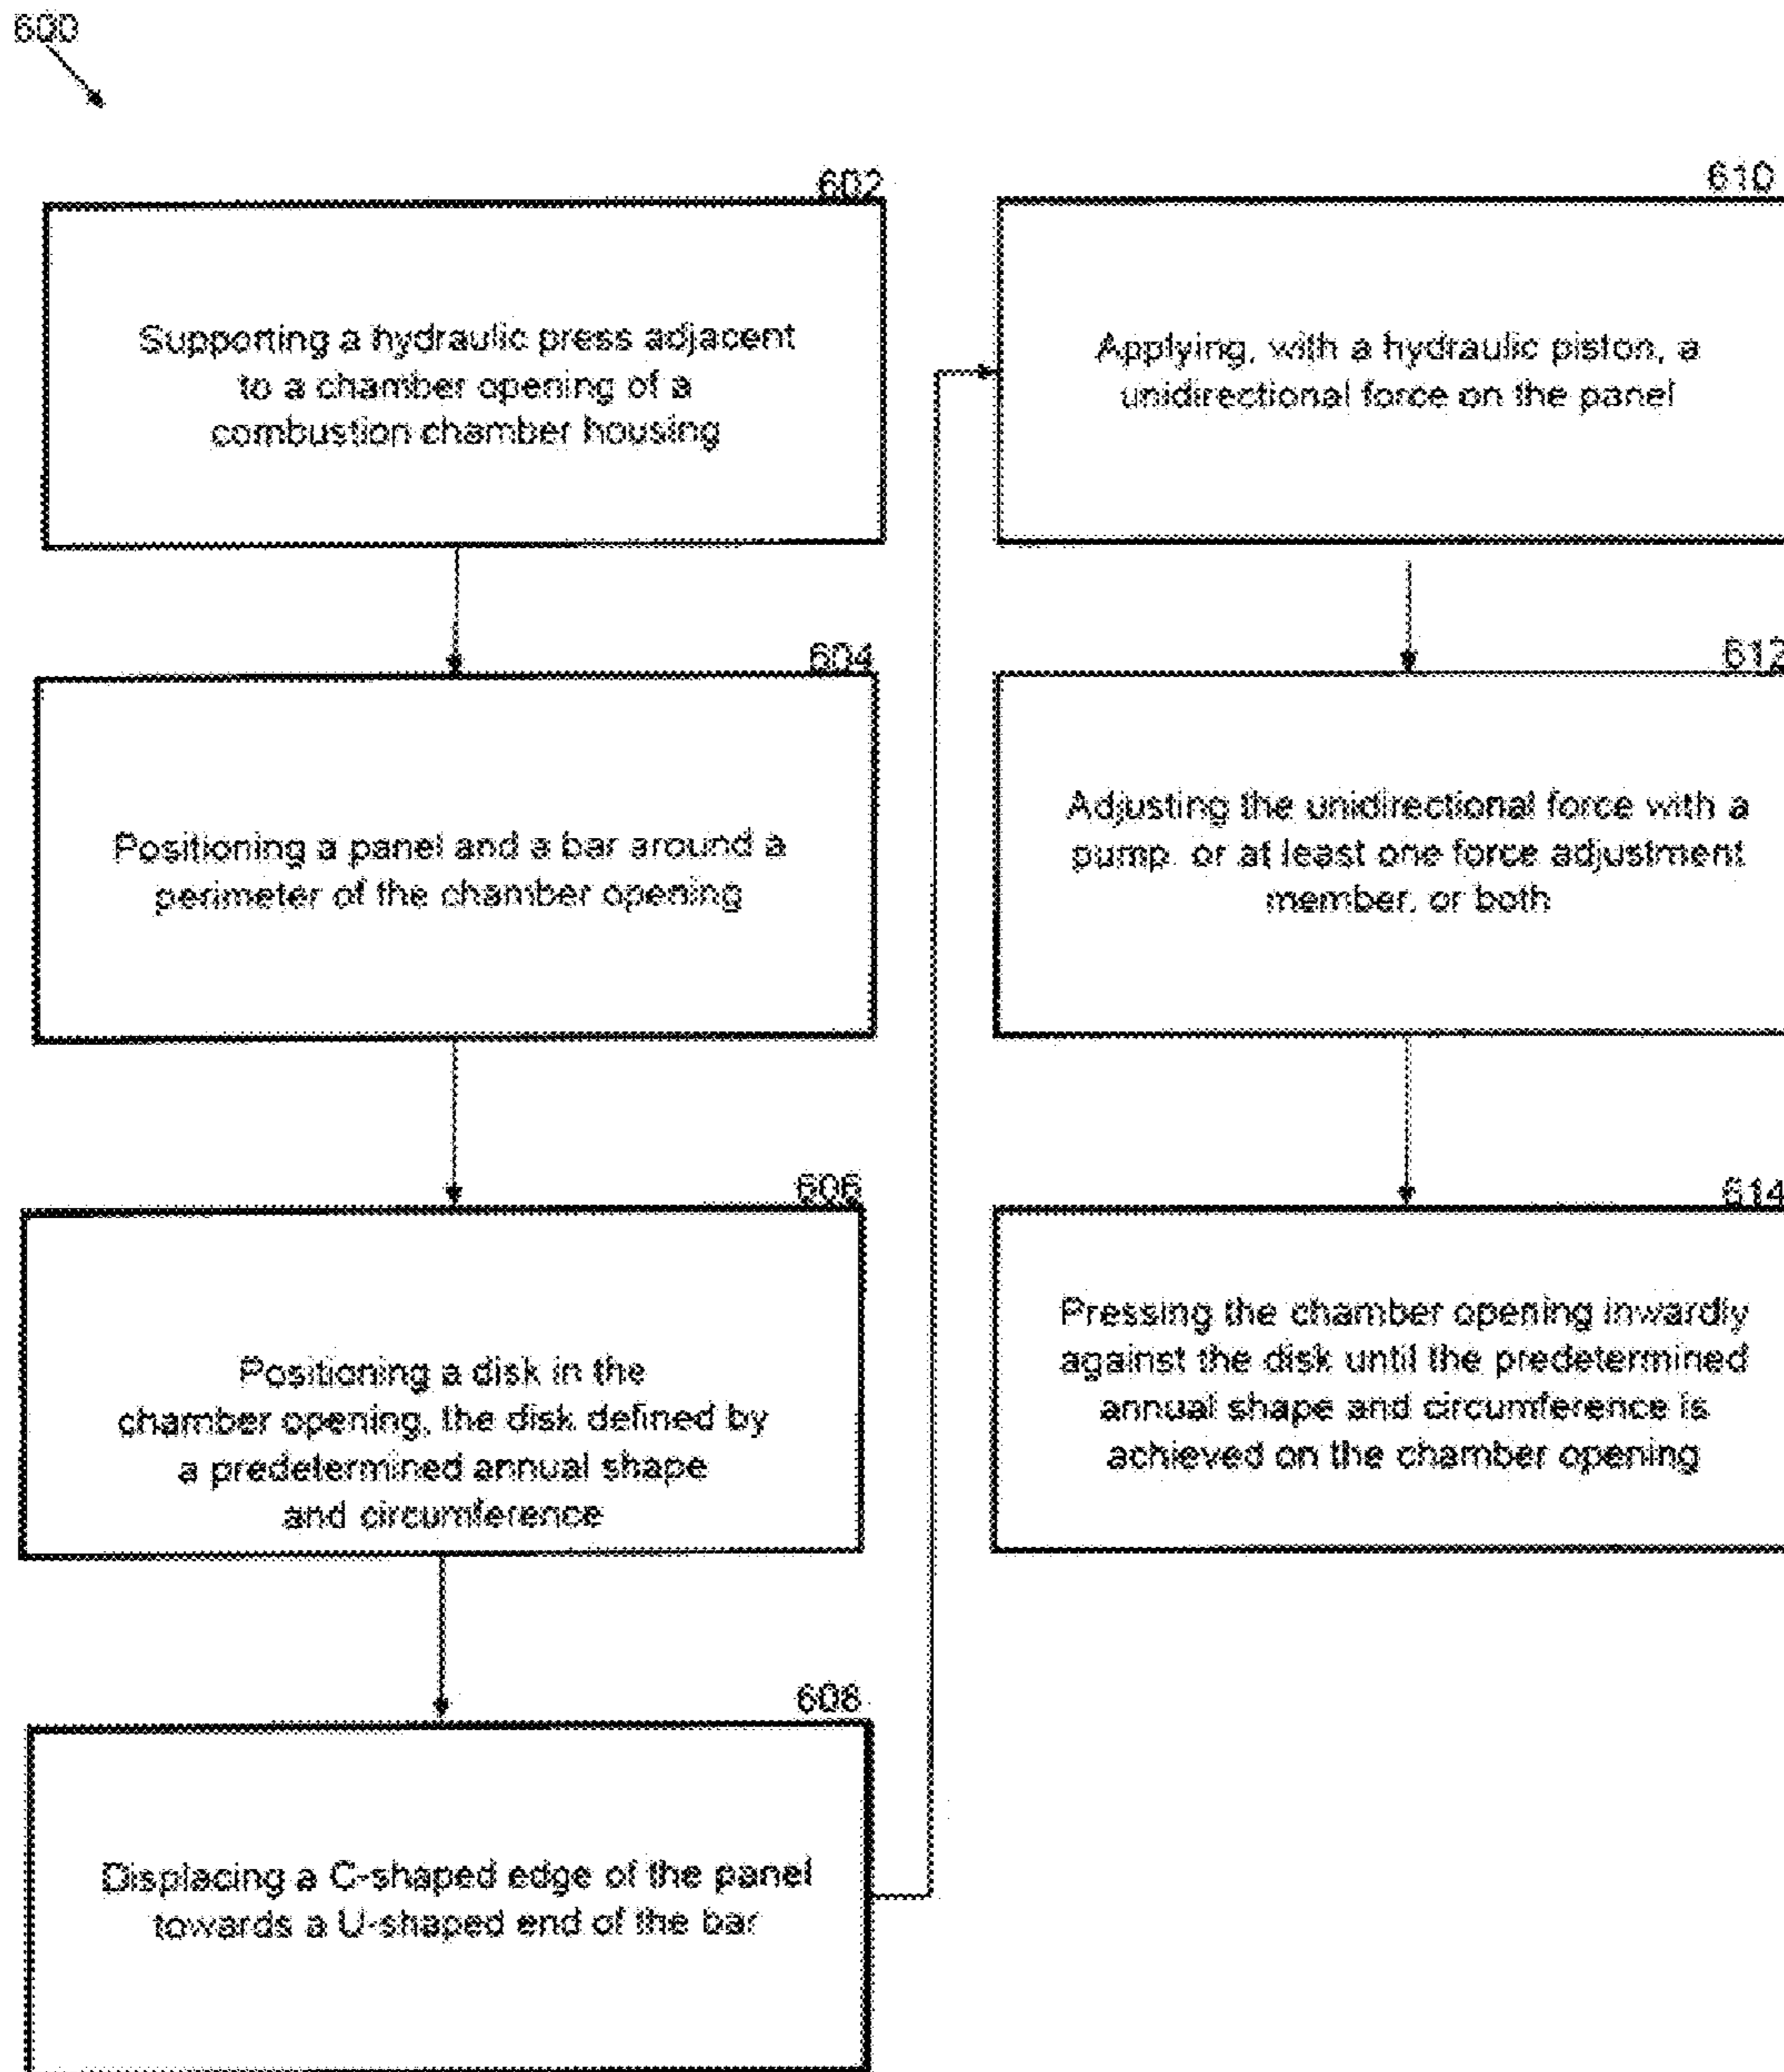 600
602
Supporting a hydraulic press adjacent
to a chamber opening of a
combustion chamber housing
604
Positioning a panel and a bar around a
perimeter of the chamber opening
606
Positioning a disk in the
chamber opening, the disk defined by
a predetermined annual shape
and circumference
608
Displacing a C-shaped edge of the panel
towards a U-shaped end of the bar
610
Applying, with a hydraulic piston, a
unidirectional force on the panel
612
Adjusting the unidirectional force with a
pump, or at least one force adjustment
member, or both
614
Pressing the chamber opening inwardly
against the disk until the predetermined
annual shape and circumference is
achieved on the chamber opening